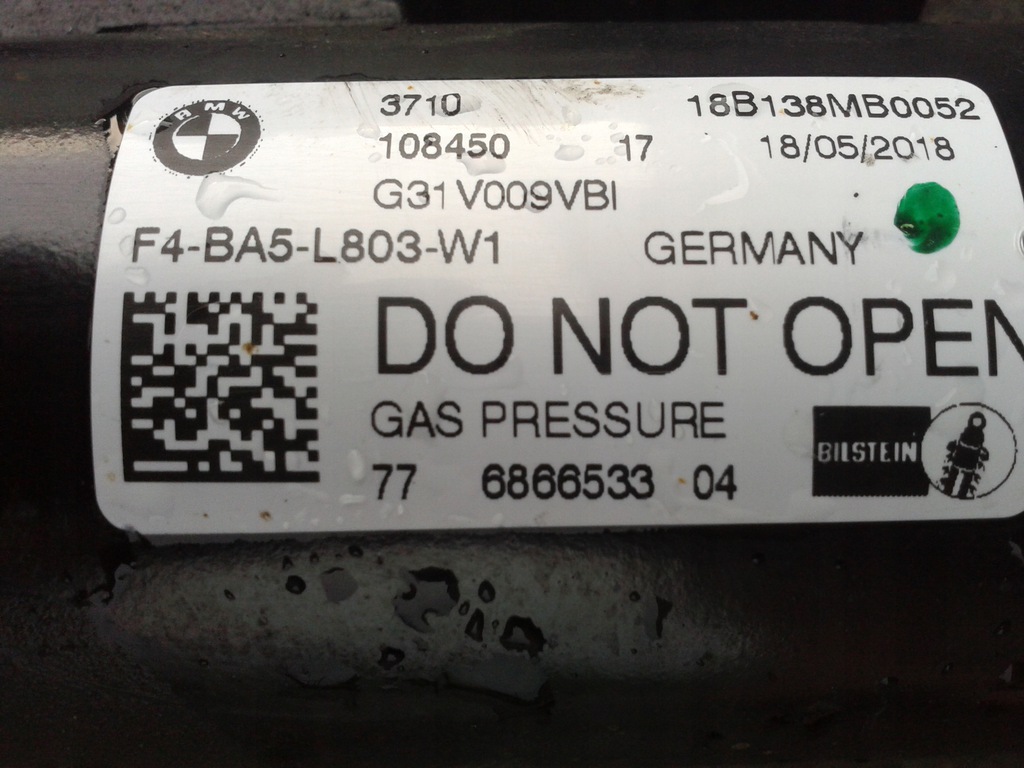 BMW
3710 18B138MB0052
108450 17 18/05/2018
G31V009VBI
F4-BA5-L803-W1 GERMANY
DO NOT OPEN
GAS PRESSURE
BILSTEIN
77 6866533 04